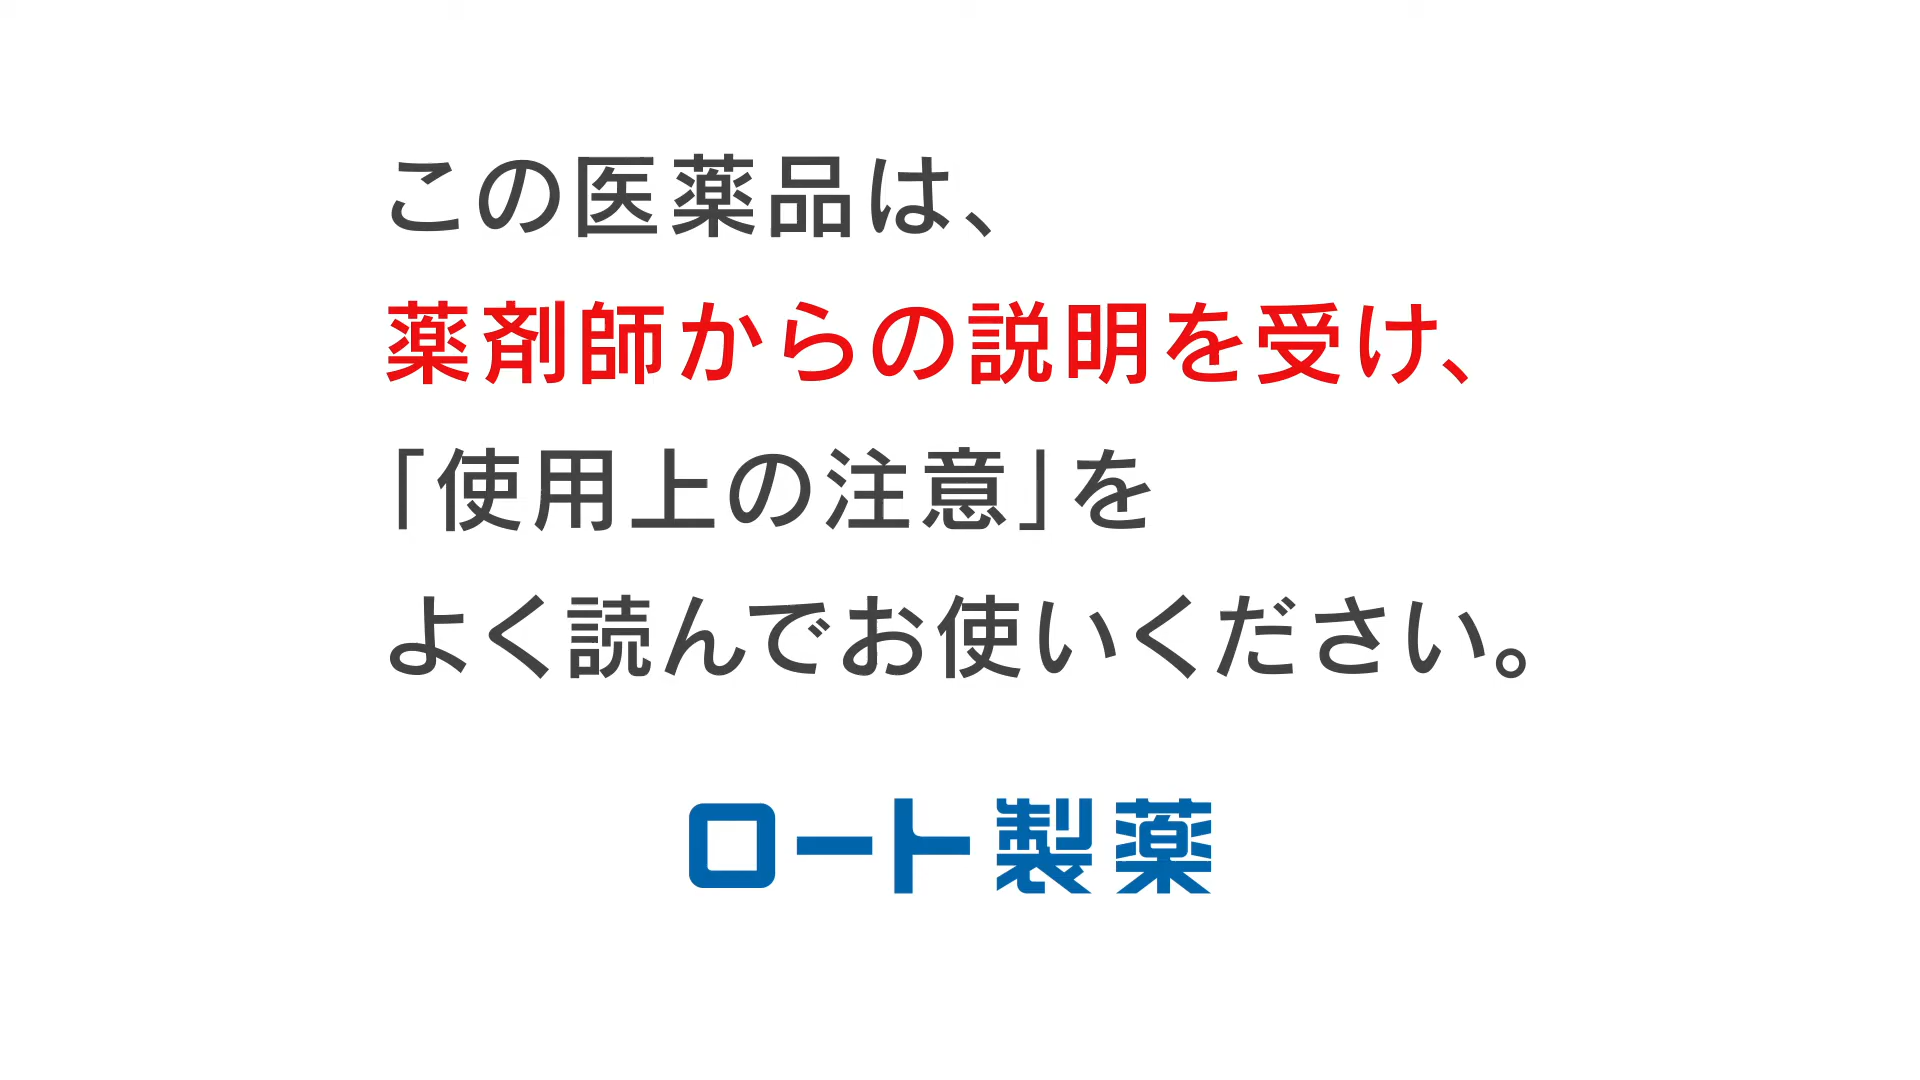 この医薬品は、
薬剤師からの説明を受け、
「使用上の注意」を
よく読んでお使いください。
ロート製薬